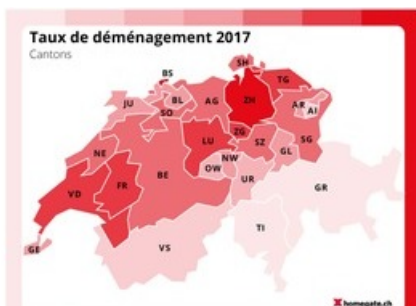 Taux de déménagement 2017
Cantons
SH
BS
TG
BL
JU
AG
ZH
AR
AI
SO
ZG
LU
SZ
SG
NE
NW
GL
OW
BE
UR
FR
VD
GR
GE
VS
TI
homegate.ch